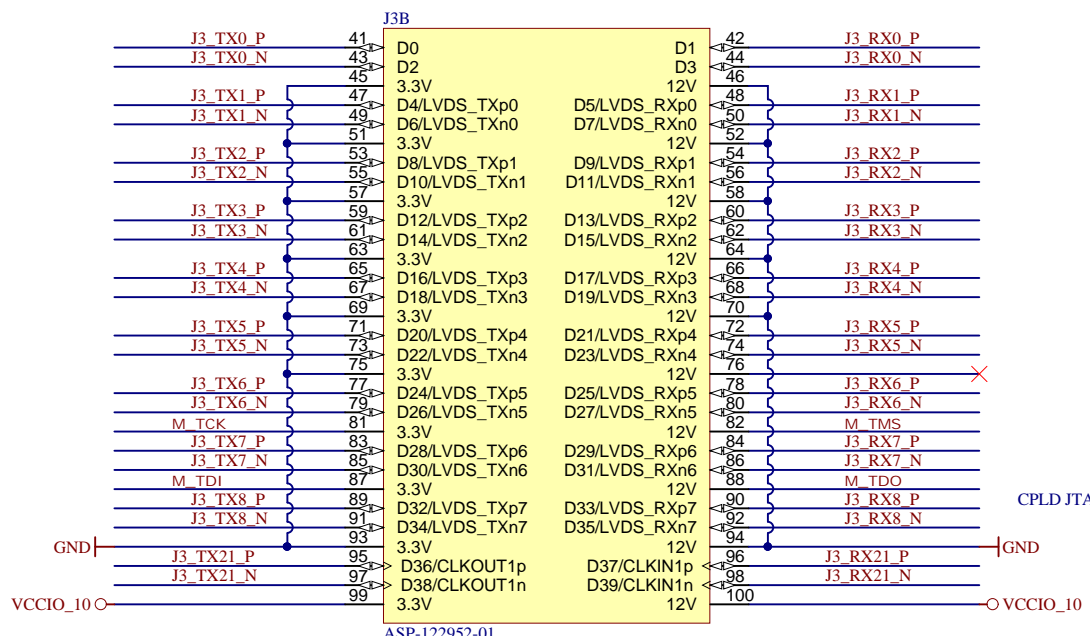 J3B
J3_TX0_P 41 D0 D1 42 J3_RX0_P
J3_TX0_N 43 D2 D3 44 J3_RX0_N
45 3.3V 12V 46
J3_TX1_P 47 D4/LVDS_TXp0 D5/LVDS_RXp0 48 J3_RX1_P
J3_TX1_N 49 D6/LVDS_TXn0 D7/LVDS_RXn0 50 J3_RX1_N
51 3.3V 12V 52
J3_TX2_P 53 D8/LVDS_TXp1 D9/LVDS_RXp1 54 J3_RX2_P
J3_TX2_N 55 D10/LVDS_TXn1 D11/LVDS_RXn1 56 J3_RX2_N
57 3.3V 12V 58
J3_TX3_P 59 D12/LVDS_TXp2 D13/LVDS_RXp2 60 J3_RX3_P
J3_TX3_N 61 D14/LVDS_TXn2 D15/LVDS_RXn2 62 J3_RX3_N
63 3.3V 12V 64
J3_TX4_P 65 D16/LVDS_TXp3 D17/LVDS_RXp3 66 J3_RX4_P
J3_TX4_N 67 D18/LVDS_TXn3 D19/LVDS_RXn3 68 J3_RX4_N
69 3.3V 12V 70
J3_TX5_P 71 D20/LVDS_TXp4 D21/LVDS_RXp4 72 J3_RX5_P
J3_TX5_N 73 D22/LVDS_TXn4 D23/LVDS_RXn4 74 J3_RX5_N
75 3.3V 12V 76
J3_TX6_P 77 D24/LVDS_TXp5 D25/LVDS_RXp5 78 J3_RX6_P
J3_TX6_N 79 D26/LVDS_TXn5 D27/LVDS_RXn5 80 J3_RX6_N
M_TCK 81 3.3V 12V 82 M_TMS
J3_TX7_P 83 D28/LVDS_TXp6 D29/LVDS_RXp6 84 J3_RX7_P
J3_TX7_N 85 D30/LVDS_TXn6 D31/LVDS_RXn6 86 J3_RX7_N
M_TDI 87 3.3V 12V 88 M_TDO
J3_TX8_P 89 D32/LVDS_TXp7 D33/LVDS_RXp7 90 J3_RX8_P CPLD JTA
J3_TX8_N 91 D34/LVDS_TXn7 D35/LVDS_RXn7 92 J3_RX8_N
GND 93 3.3V 12V 94 GND
J3_TX21_P 95 D36/CLKOUT1p D37/CLKIN1p 96 J3_RX21_P
J3_TX21_N 97 D38/CLKOUT1n D39/CLKIN1n 98 J3_RX21_N
VCCIO_10 99 3.3V 12V 100 VCCIO_10
ASP-122952-01